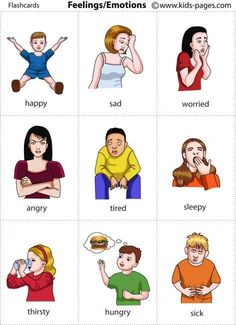 Flashcards Feelings/Emotions © www.kids-pages.com
happy sad worried
angry tired sleepy
thirsty hungry sick